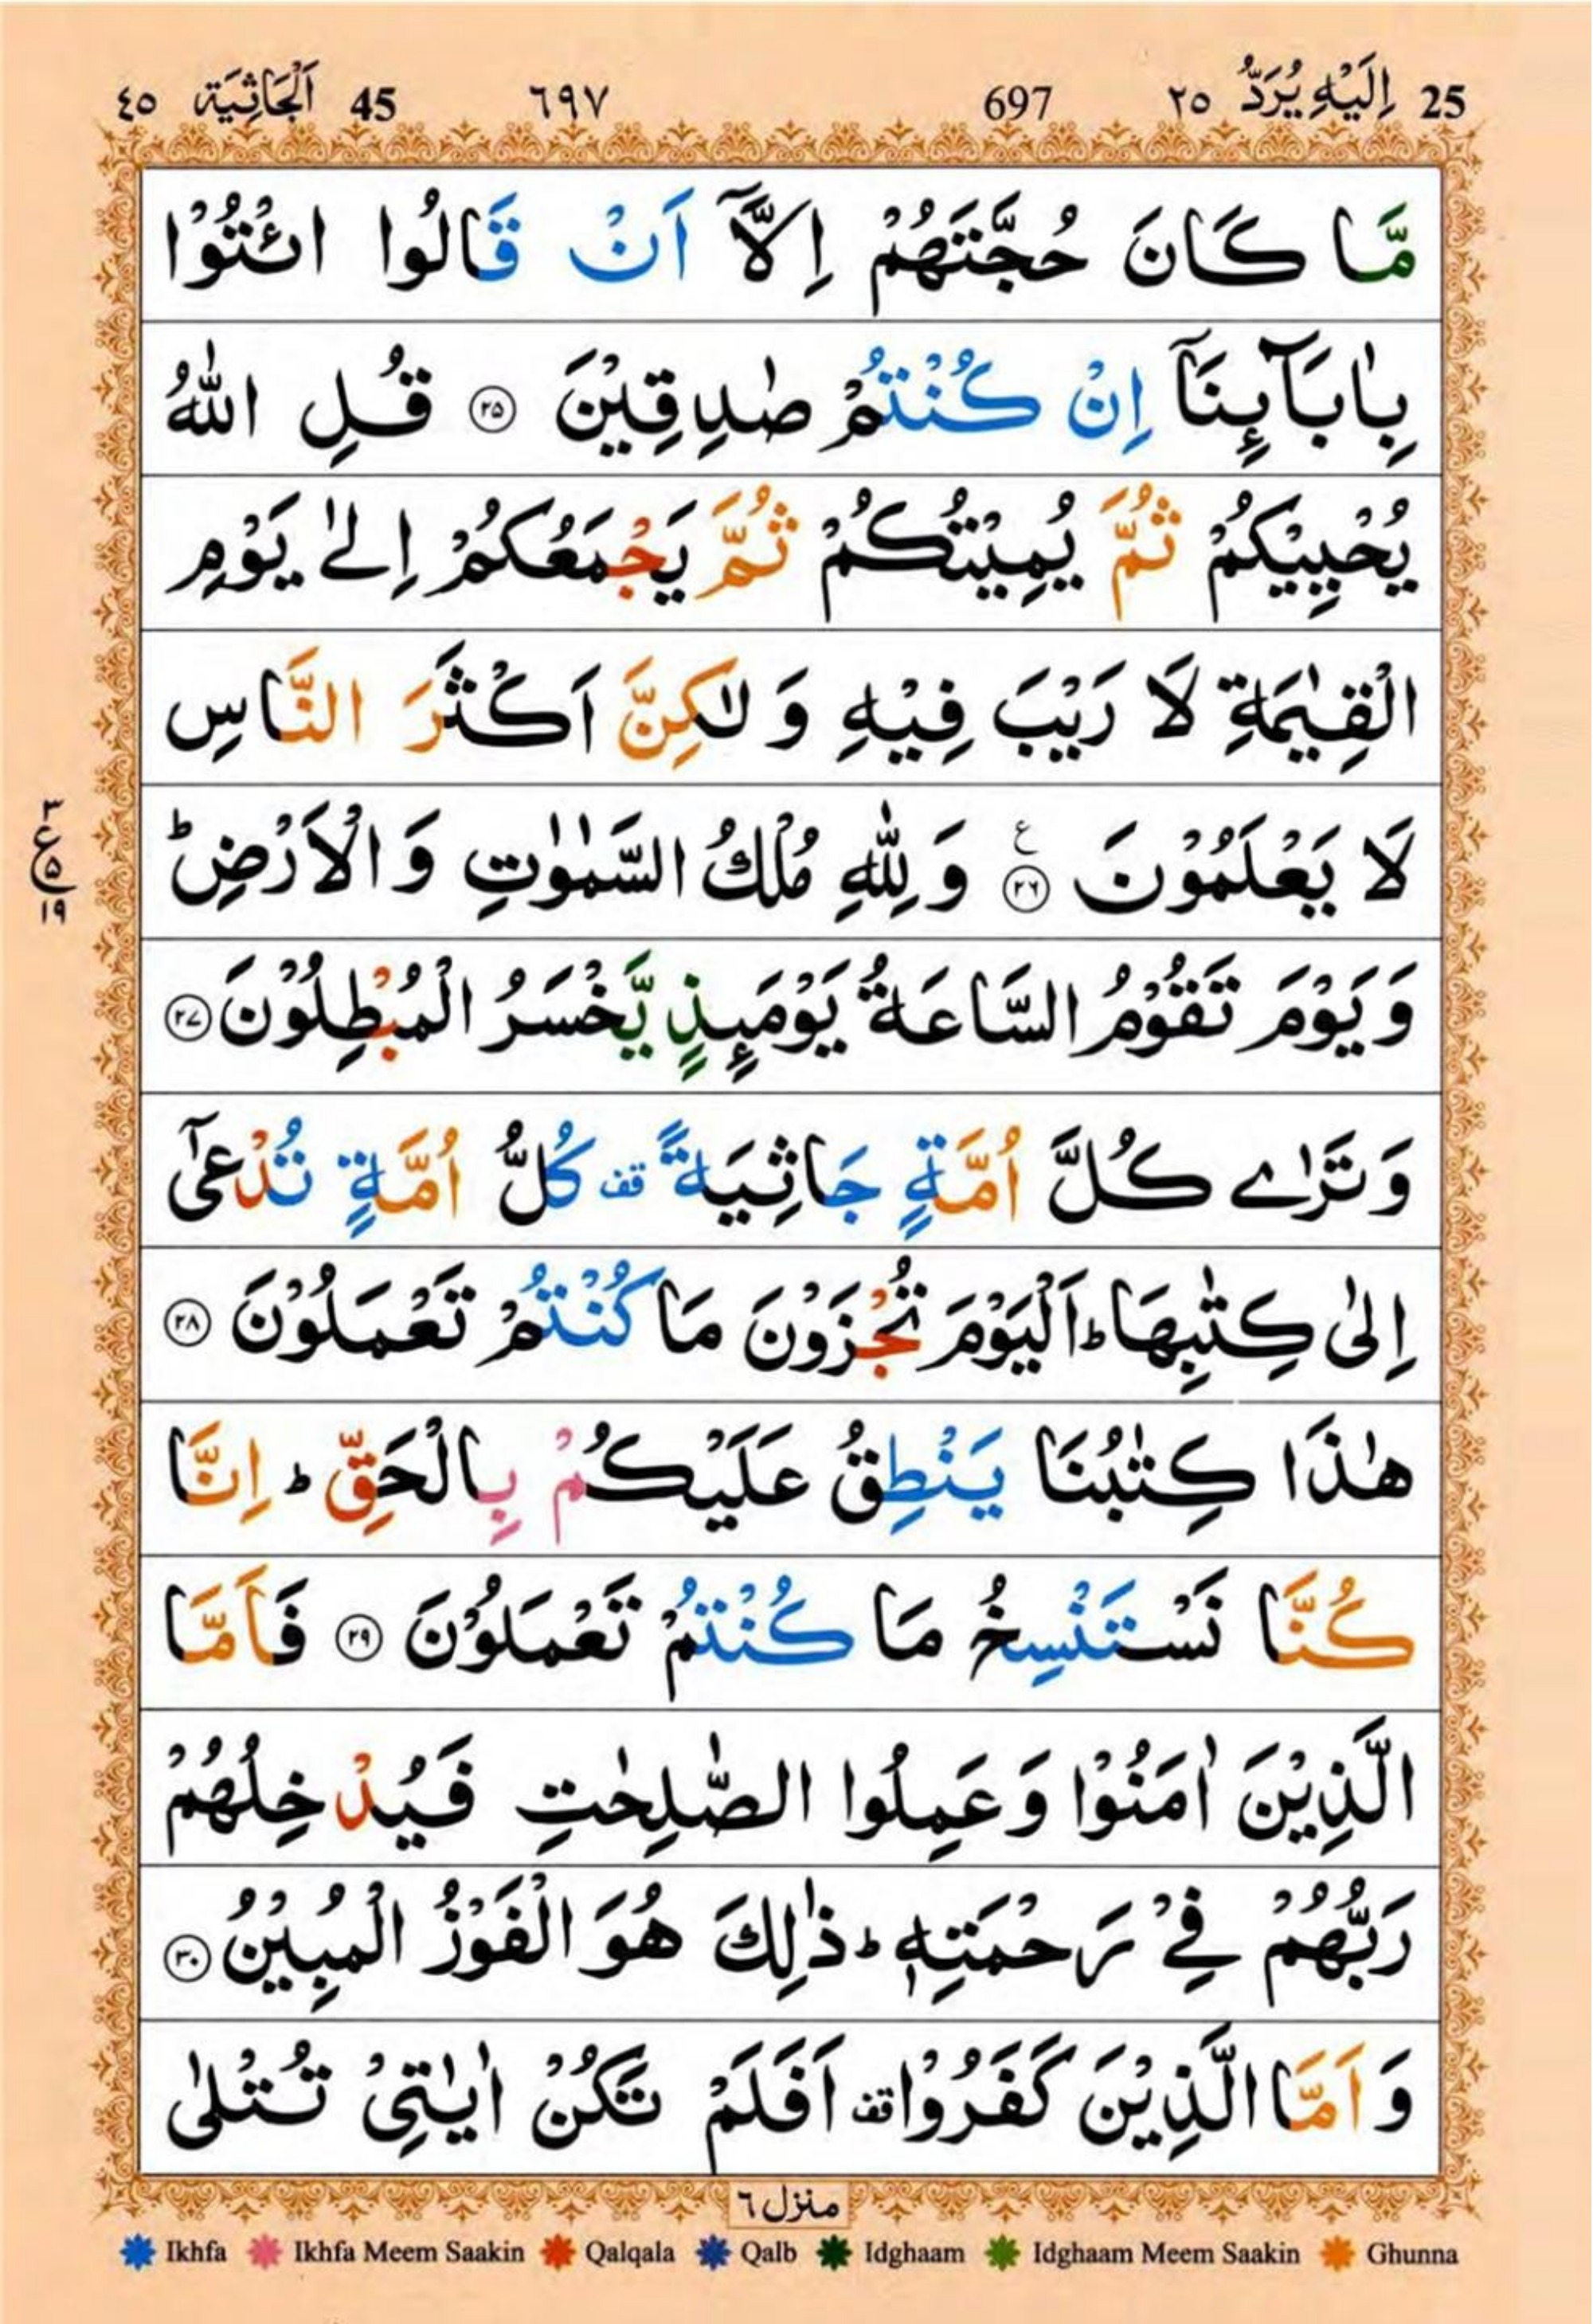 25 اِلَيْهِ يُرَدُّ ٢٥ 697 ٦٩٧ 45 اَلْجَاثِيَة ٤٥
مَّا كَانَ حُجَّتَهُمْ اِلَّاۤ اَنْ قَالُوا ائْتُوْا
بِاٰبَآىِٕنَاۤ اِنْ كُنْتُمْ صٰدِقِيْنَ ۝٢٥ قُلِ اللّٰهُ
يُحْيِيْكُمْ ثُمَّ يُمِيْتُكُمْ ثُمَّ يَجْمَعُكُمْ اِلٰى يَوْمِ
الْقِيٰمَةِ لَا رَيْبَ فِيْهِ وَ لٰكِنَّ اَكْثَرَ النَّاسِ
لَا يَعْلَمُوْنَ ۝٢٦ ع وَ لِلّٰهِ مُلْكُ السَّمٰوٰتِ وَ الْاَرْضِ ؕ
٣ ع ٥ ١٩
وَ يَوْمَ تَقُوْمُ السَّاعَةُ يَوْمَىِٕذٍ يَّخْسَرُ الْمُبْطِلُوْنَ ۝٢٧
وَ تَرٰى كُلَّ اُمَّةٍ جَاثِيَةً قف كُلُّ اُمَّةٍ تُدْعٰۤى
اِلٰى كِتٰبِهَا ؕ اَلْيَوْمَ تُجْزَوْنَ مَا كُنْتُمْ تَعْمَلُوْنَ ۝٢٨
هٰذَا كِتٰبُنَا يَنْطِقُ عَلَيْكُمْ بِالْحَقِّ ؕ اِنَّا
كُنَّا نَسْتَنْسِخُ مَا كُنْتُمْ تَعْمَلُوْنَ ۝٢٩ فَاَمَّا
الَّذِيْنَ اٰمَنُوْا وَ عَمِلُوا الصّٰلِحٰتِ فَيُدْخِلُهُمْ
رَبُّهُمْ فِيْ رَحْمَتِهٖ ؕ ذٰلِكَ هُوَ الْفَوْزُ الْمُبِيْنُ ۝٣٠
وَ اَمَّا الَّذِيْنَ كَفَرُوْا قف اَفَلَمْ تَكُنْ اٰيٰتِيْ تُتْلٰى
منزل ٦
Ikhfa Ikhfa Meem Saakin Qalqala Qalb Idghaam Idghaam Meem Saakin Ghunna